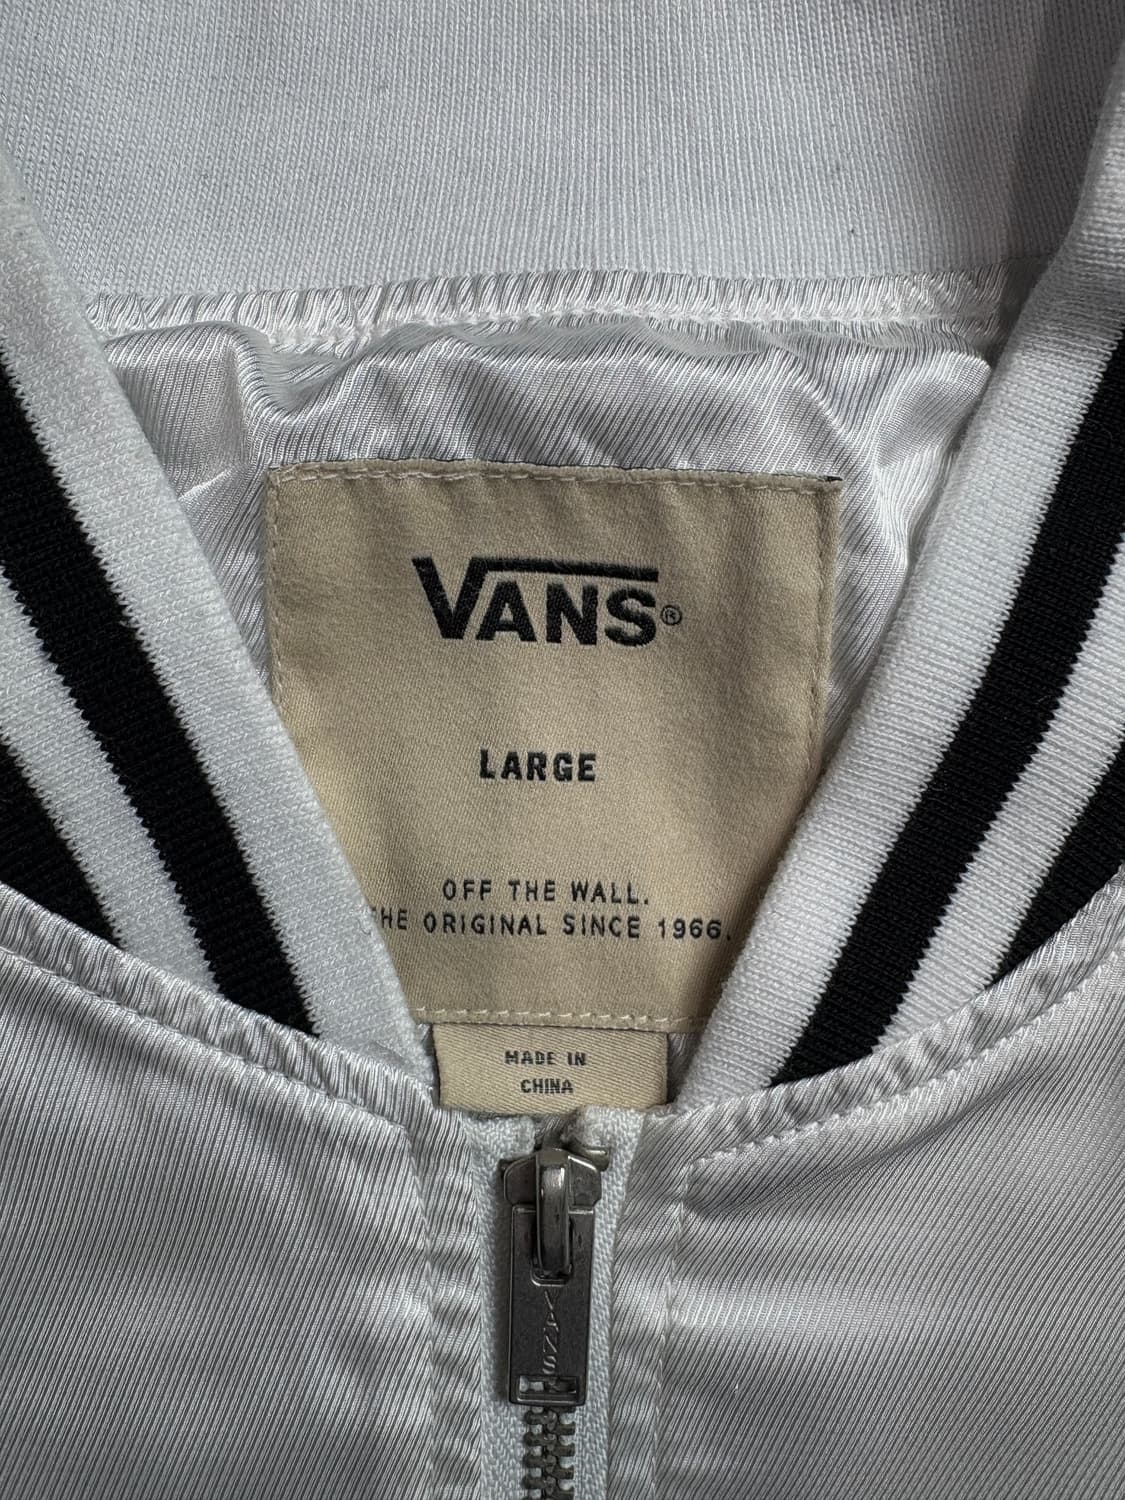 VANS®
LARGE
OFF THE WALL.
THE ORIGINAL SINCE 1966.
MADE IN
CHINA
VANS